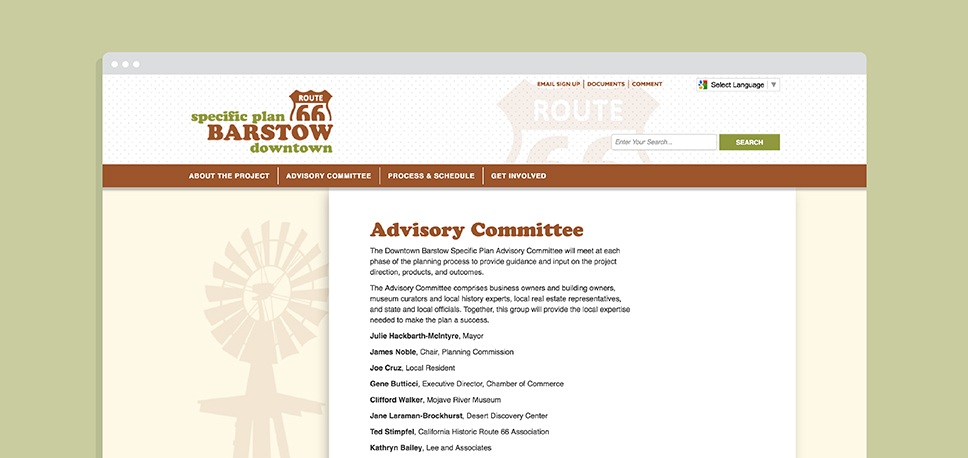 EMAIL SIGN UP | DOCUMENTS | COMMENT
Select Language
ROUTE
66
specific plan
BARSTOW
downtown
ROUTE
66
Enter Your Search...
SEARCH
ABOUT THE PROJECT
ADVISORY COMMITTEE
PROCESS & SCHEDULE
GET INVOLVED
Advisory Committee
The Downtown Barstow Specific Plan Advisory Committee will meet at each
phase of the planning process to provide guidance and input on the project
direction, products, and outcomes.
The Advisory Committee comprises business owners and building owners,
museum curators and local history experts, local real estate representatives,
and state and local officials. Together, this group will provide the local expertise
needed to make the plan a success.
Julie Hackbarth-McIntyre, Mayor
James Noble, Chair, Planning Commission
Joe Cruz, Local Resident
Gene Butticci, Executive Director, Chamber of Commerce
Clifford Walker, Mojave River Museum
Jane Laraman-Brockhurst, Desert Discovery Center
Ted Stimpfel, California Historic Route 66 Association
Kathryn Bailey, Lee and Associates